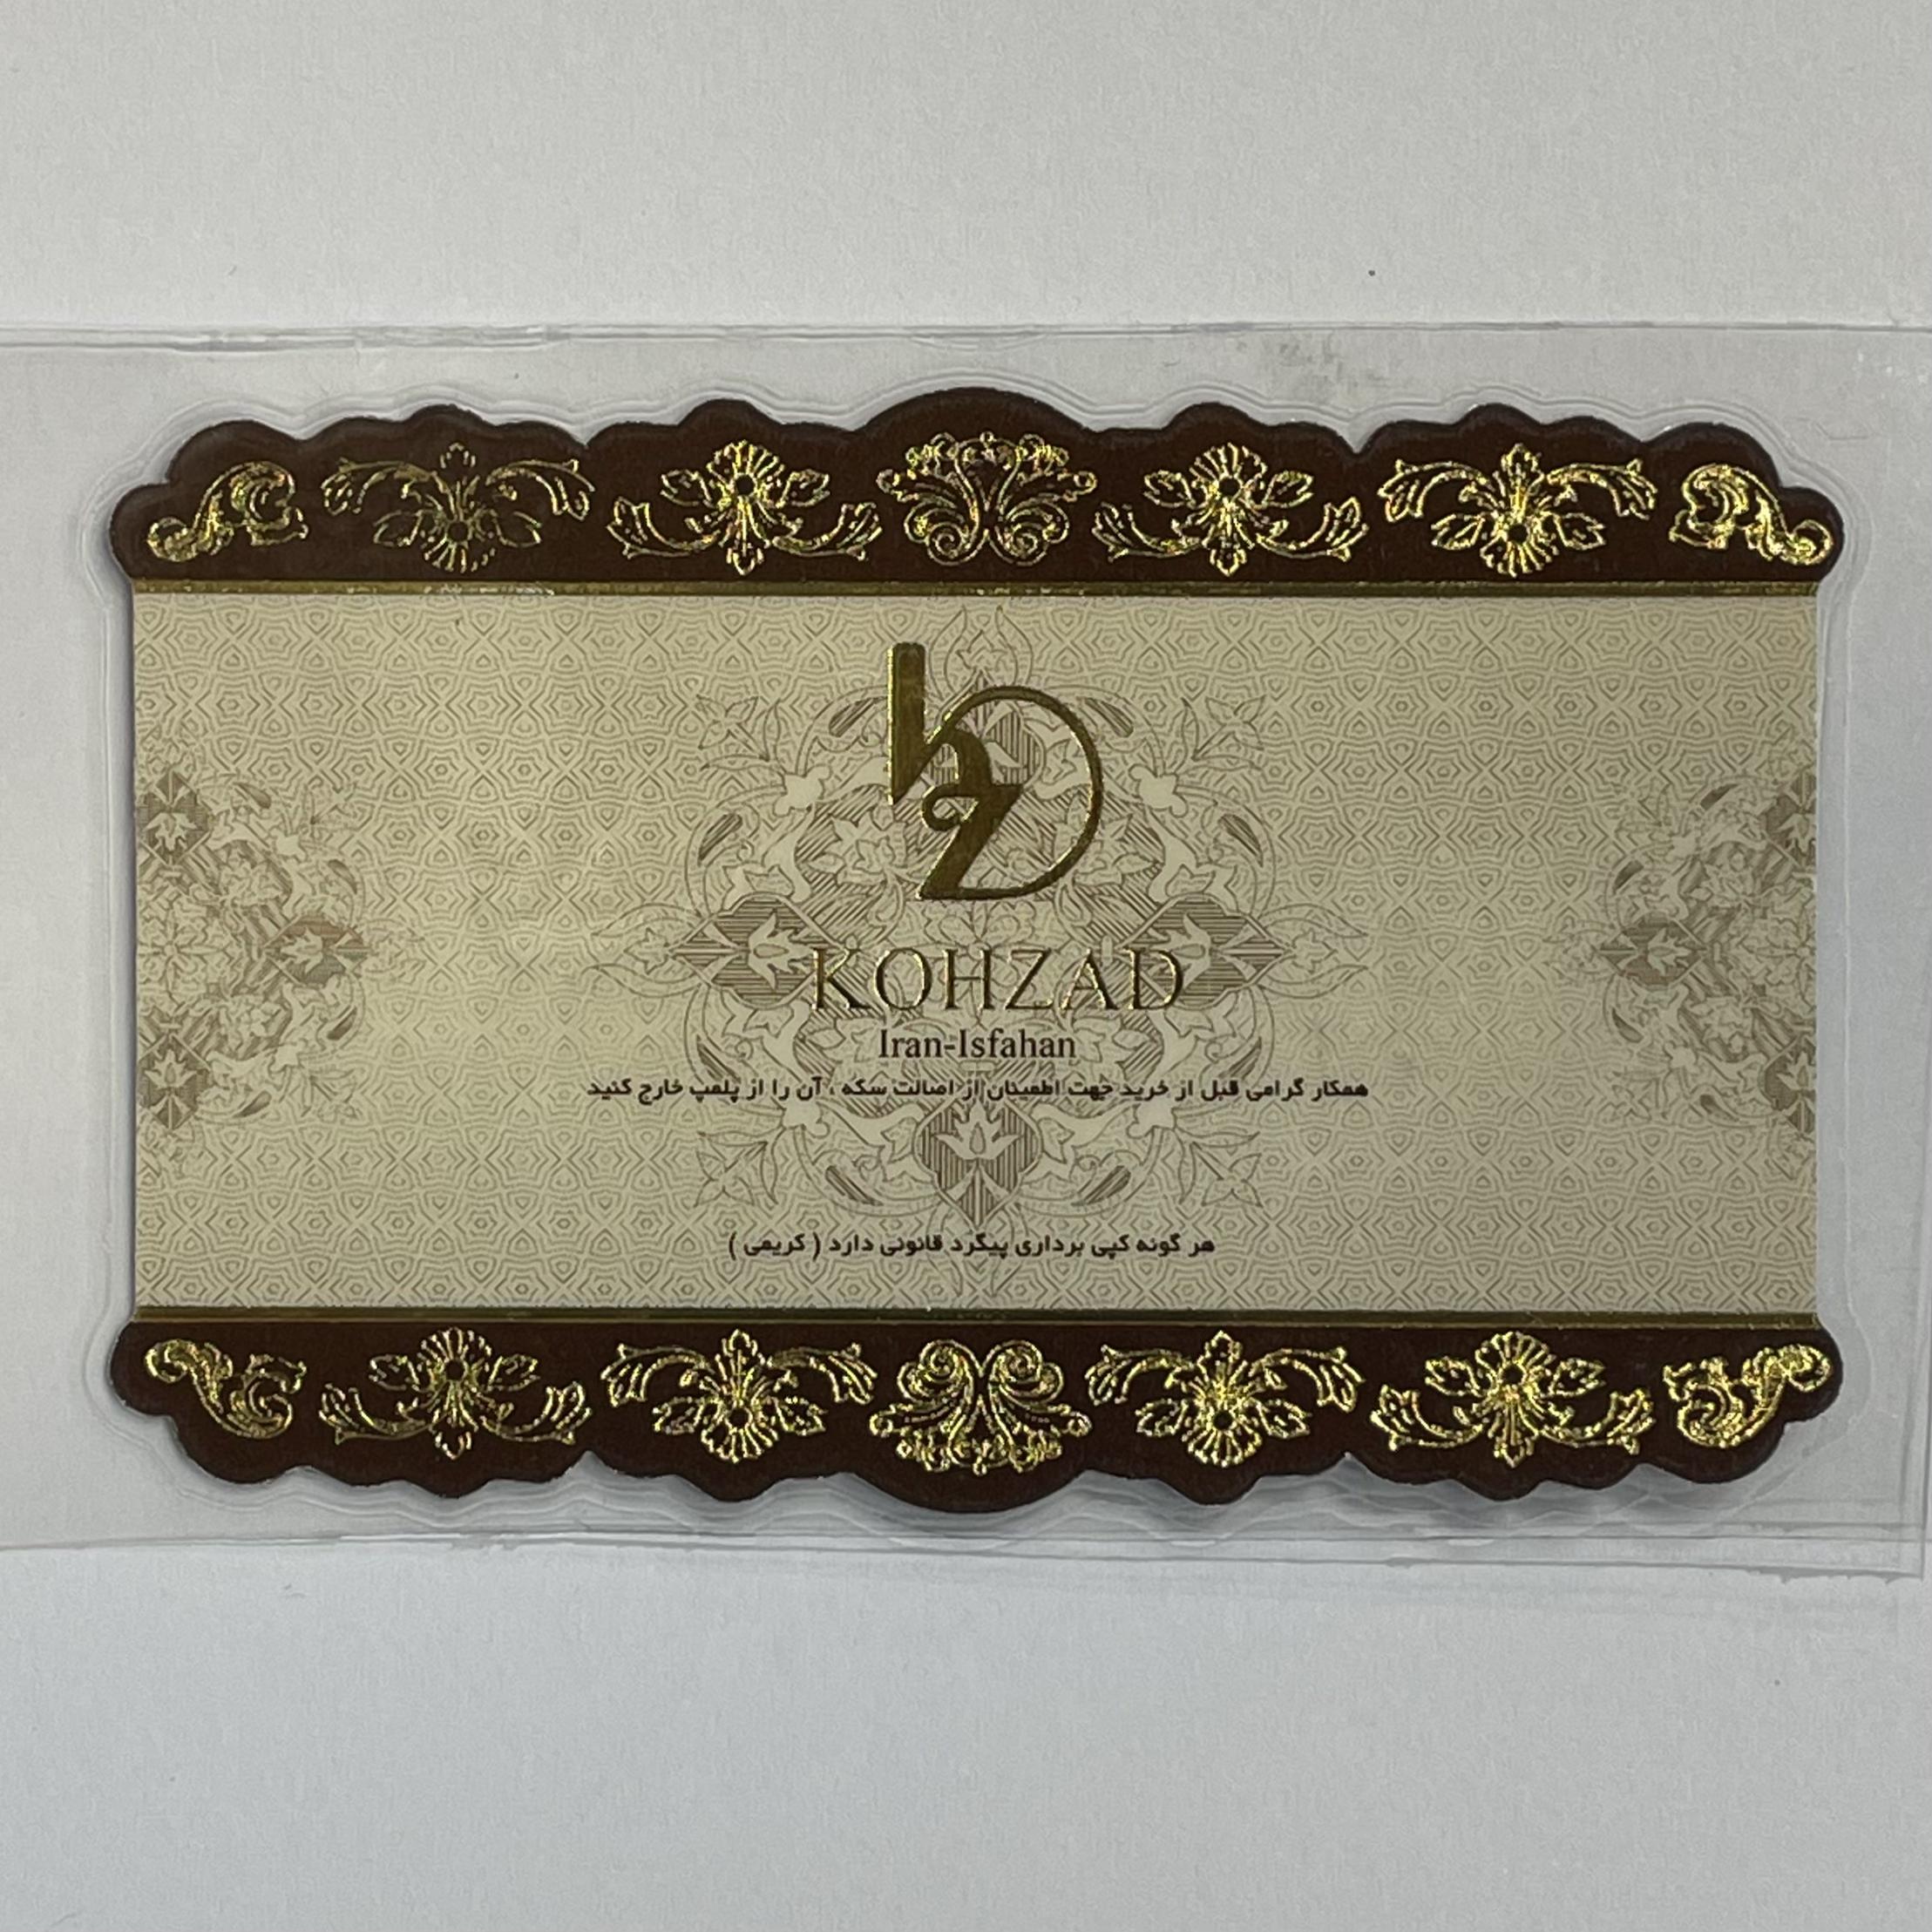 hz
KOHZAD
Iran-Isfahan
همکار گرامی قبل از خرید جهت اطمینان از اصالت سکه ، آن را از پلمپ خارج کنید
هر گونه کپی برداری پیگرد قانونی دارد ( کریمی )